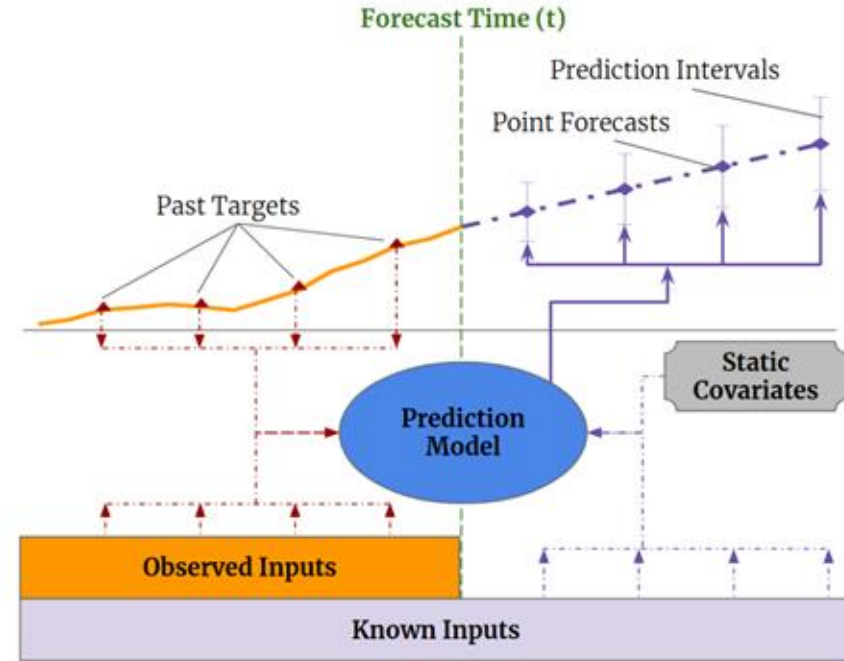 Forecast Time (t)
Prediction Intervals
Point Forecasts
Past Targets
Static
Covariates
Prediction
Model
Observed Inputs
Known Inputs